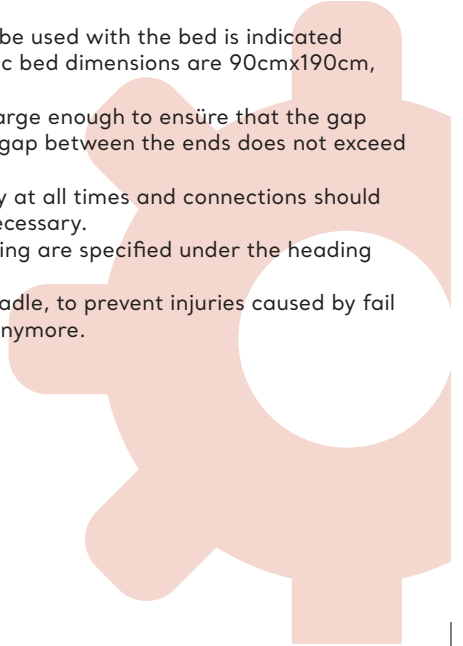 be used with the bed is indicated
c bed dimensions are 90cmx190cm,
arge enough to ensüre that the gap
gap between the ends does not exceed
y at all times and connections should
ecessary.
ing are specified under the heading
adle, to prevent injuries caused by fail
nymore.